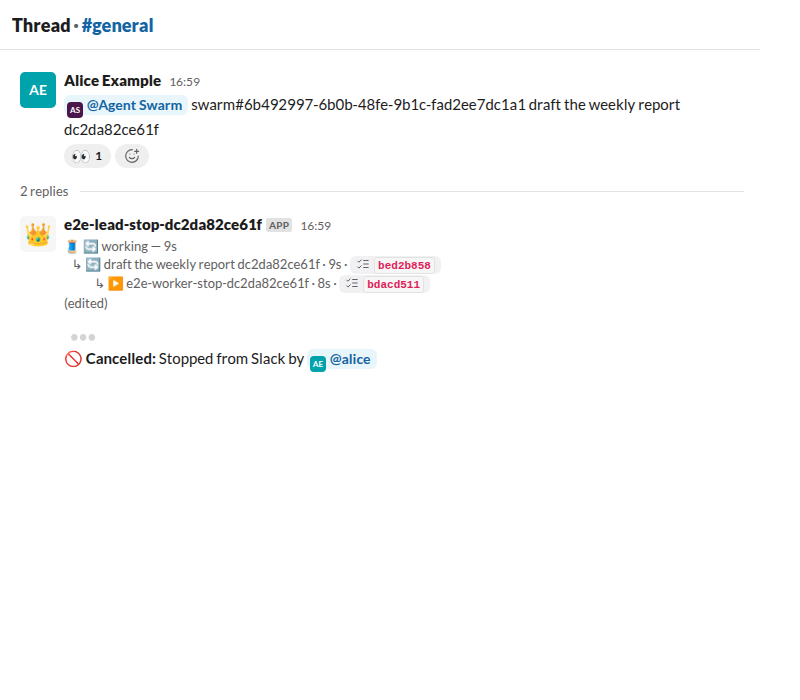 Thread · #general
AE
Alice Example 16:59
AS @Agent Swarm swarm#6b492997-6b0b-48fe-9b1c-fad2ee7dc1a1 draft the weekly report
dc2da82ce61f
👀 1
2 replies
e2e-lead-stop-dc2da82ce61f APP 16:59
🧵 🔄 working — 9s
↳ 🔄 draft the weekly report dc2da82ce61f · 9s · bed2b858
↳ ▶️ e2e-worker-stop-dc2da82ce61f · 8s · bdacd511
(edited)
🚫 Cancelled: Stopped from Slack by AE @alice